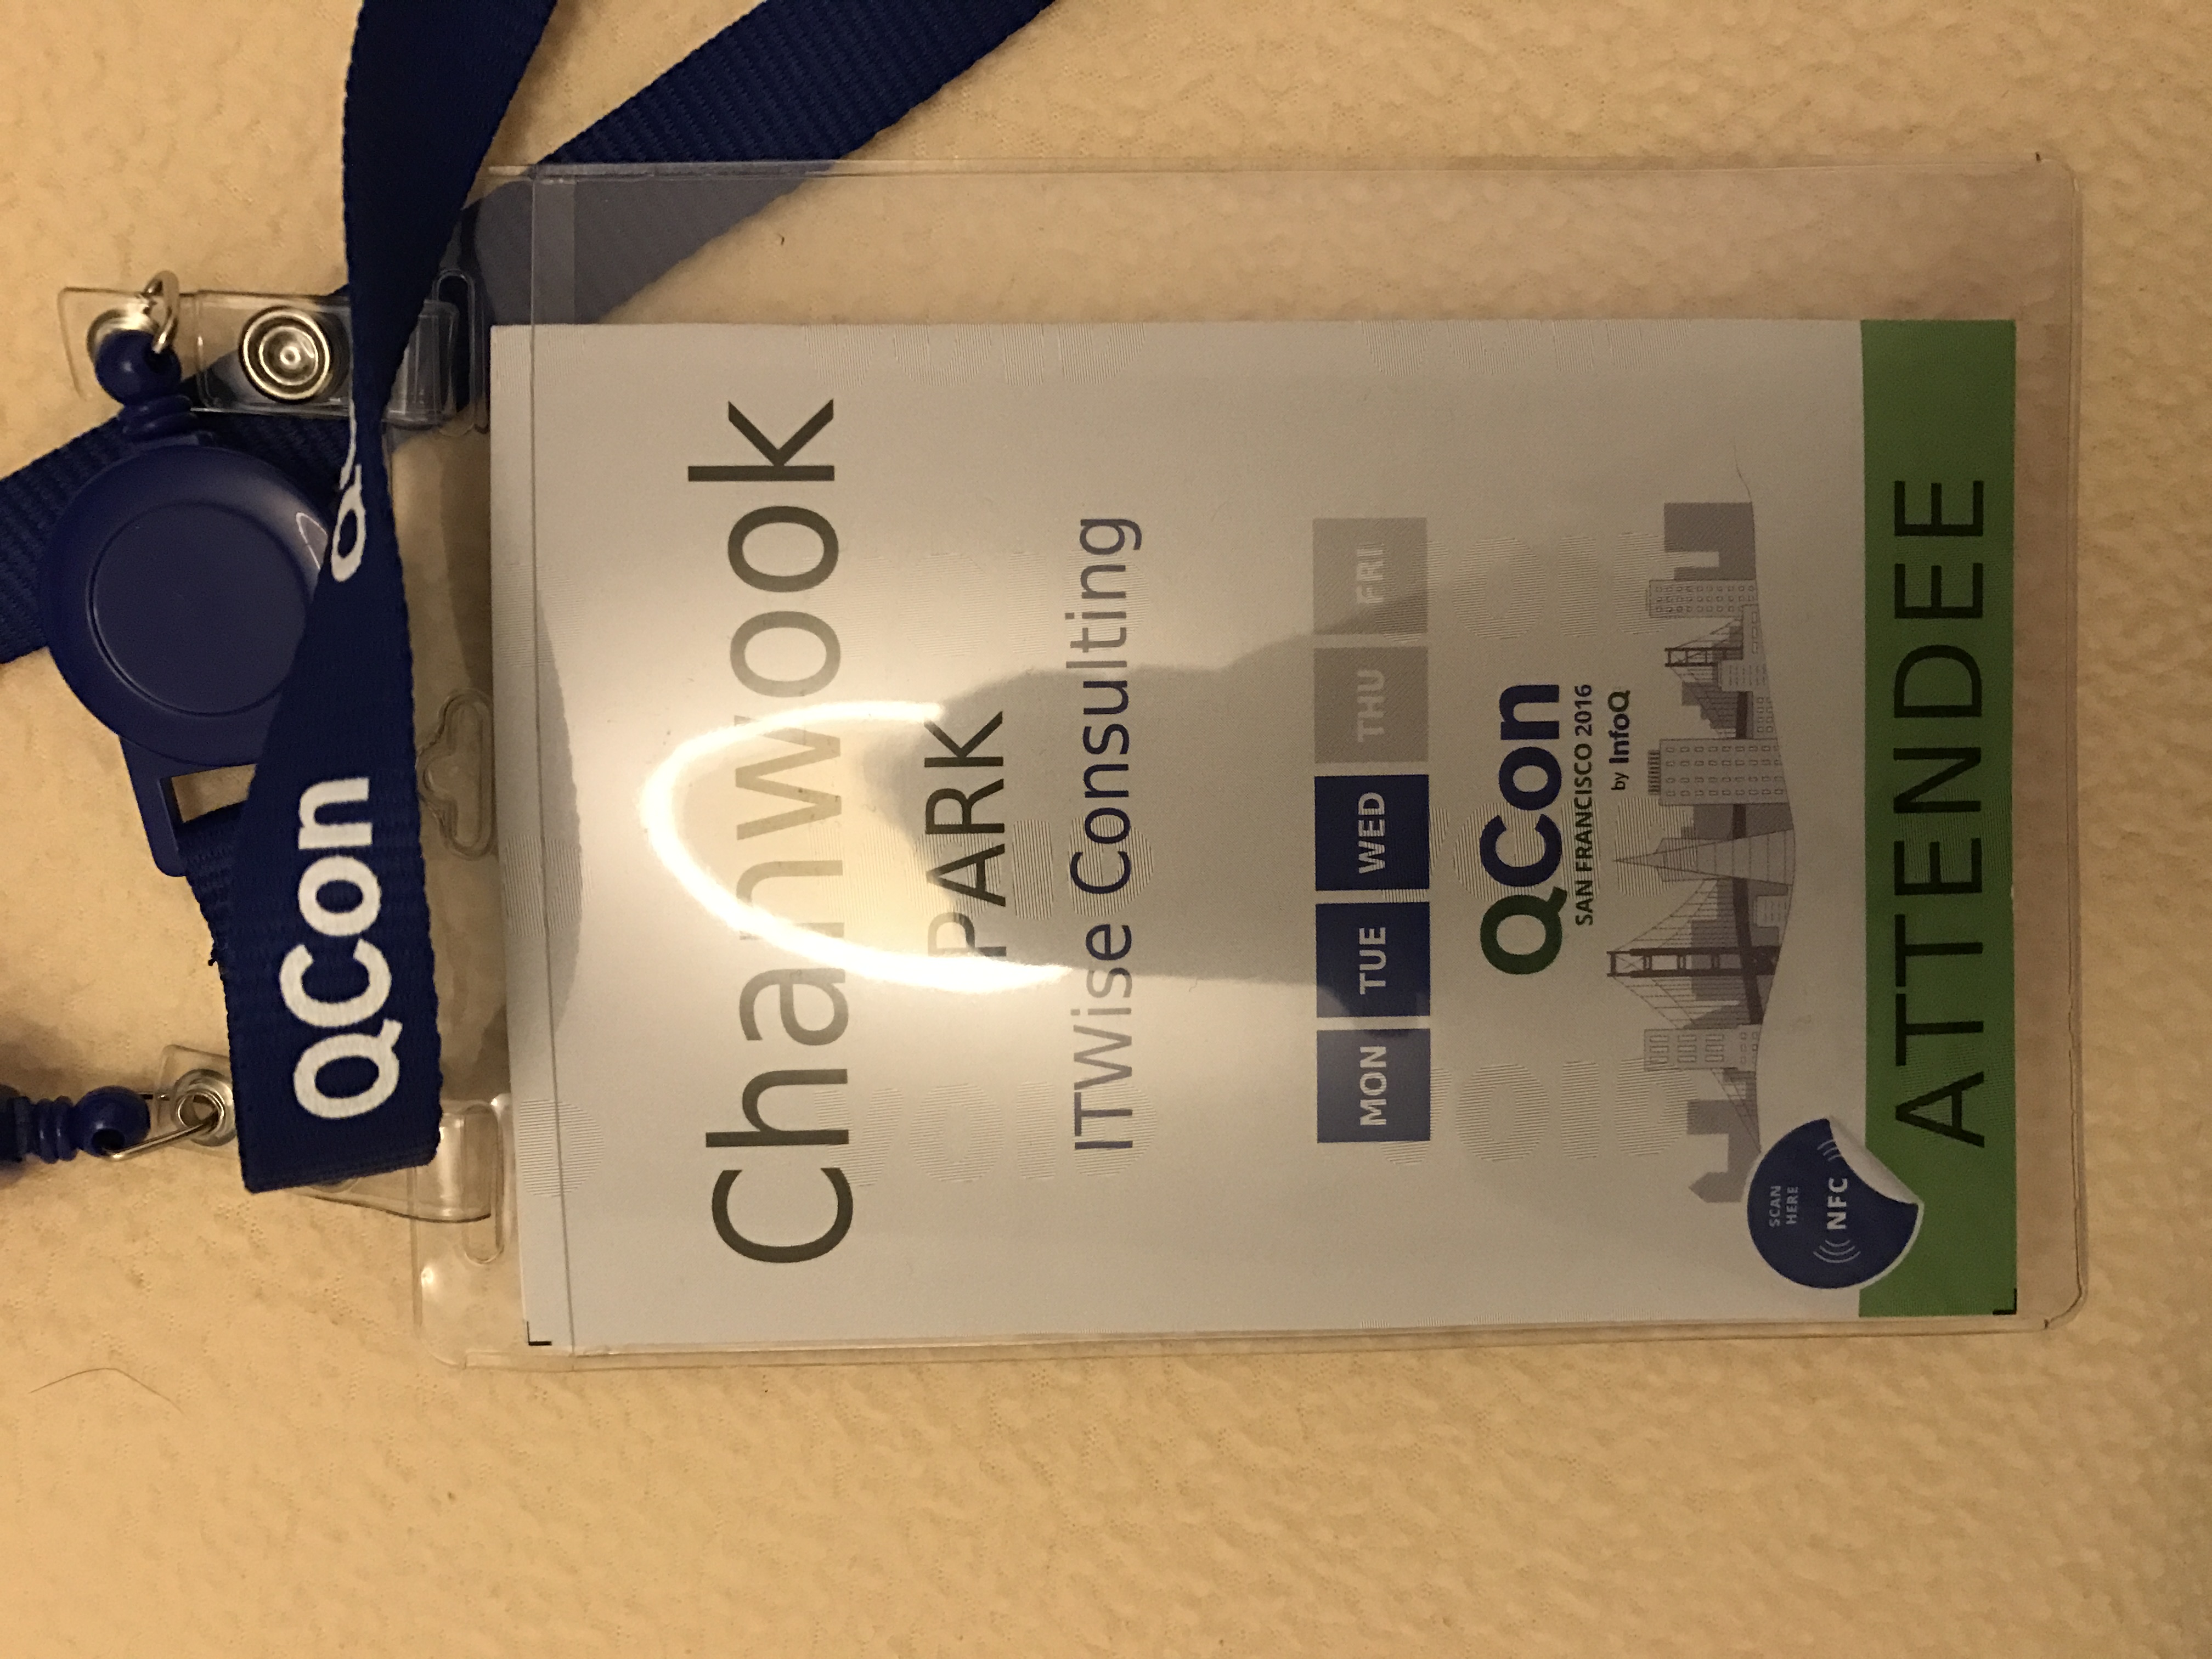 QCon
Chanwook
PARK
ITWise Consulting
MON TUE WED THU FRI
QCon
SAN FRANCISCO 2016
by InfoQ
SCAN
HERE
NFC
ATTENDEE